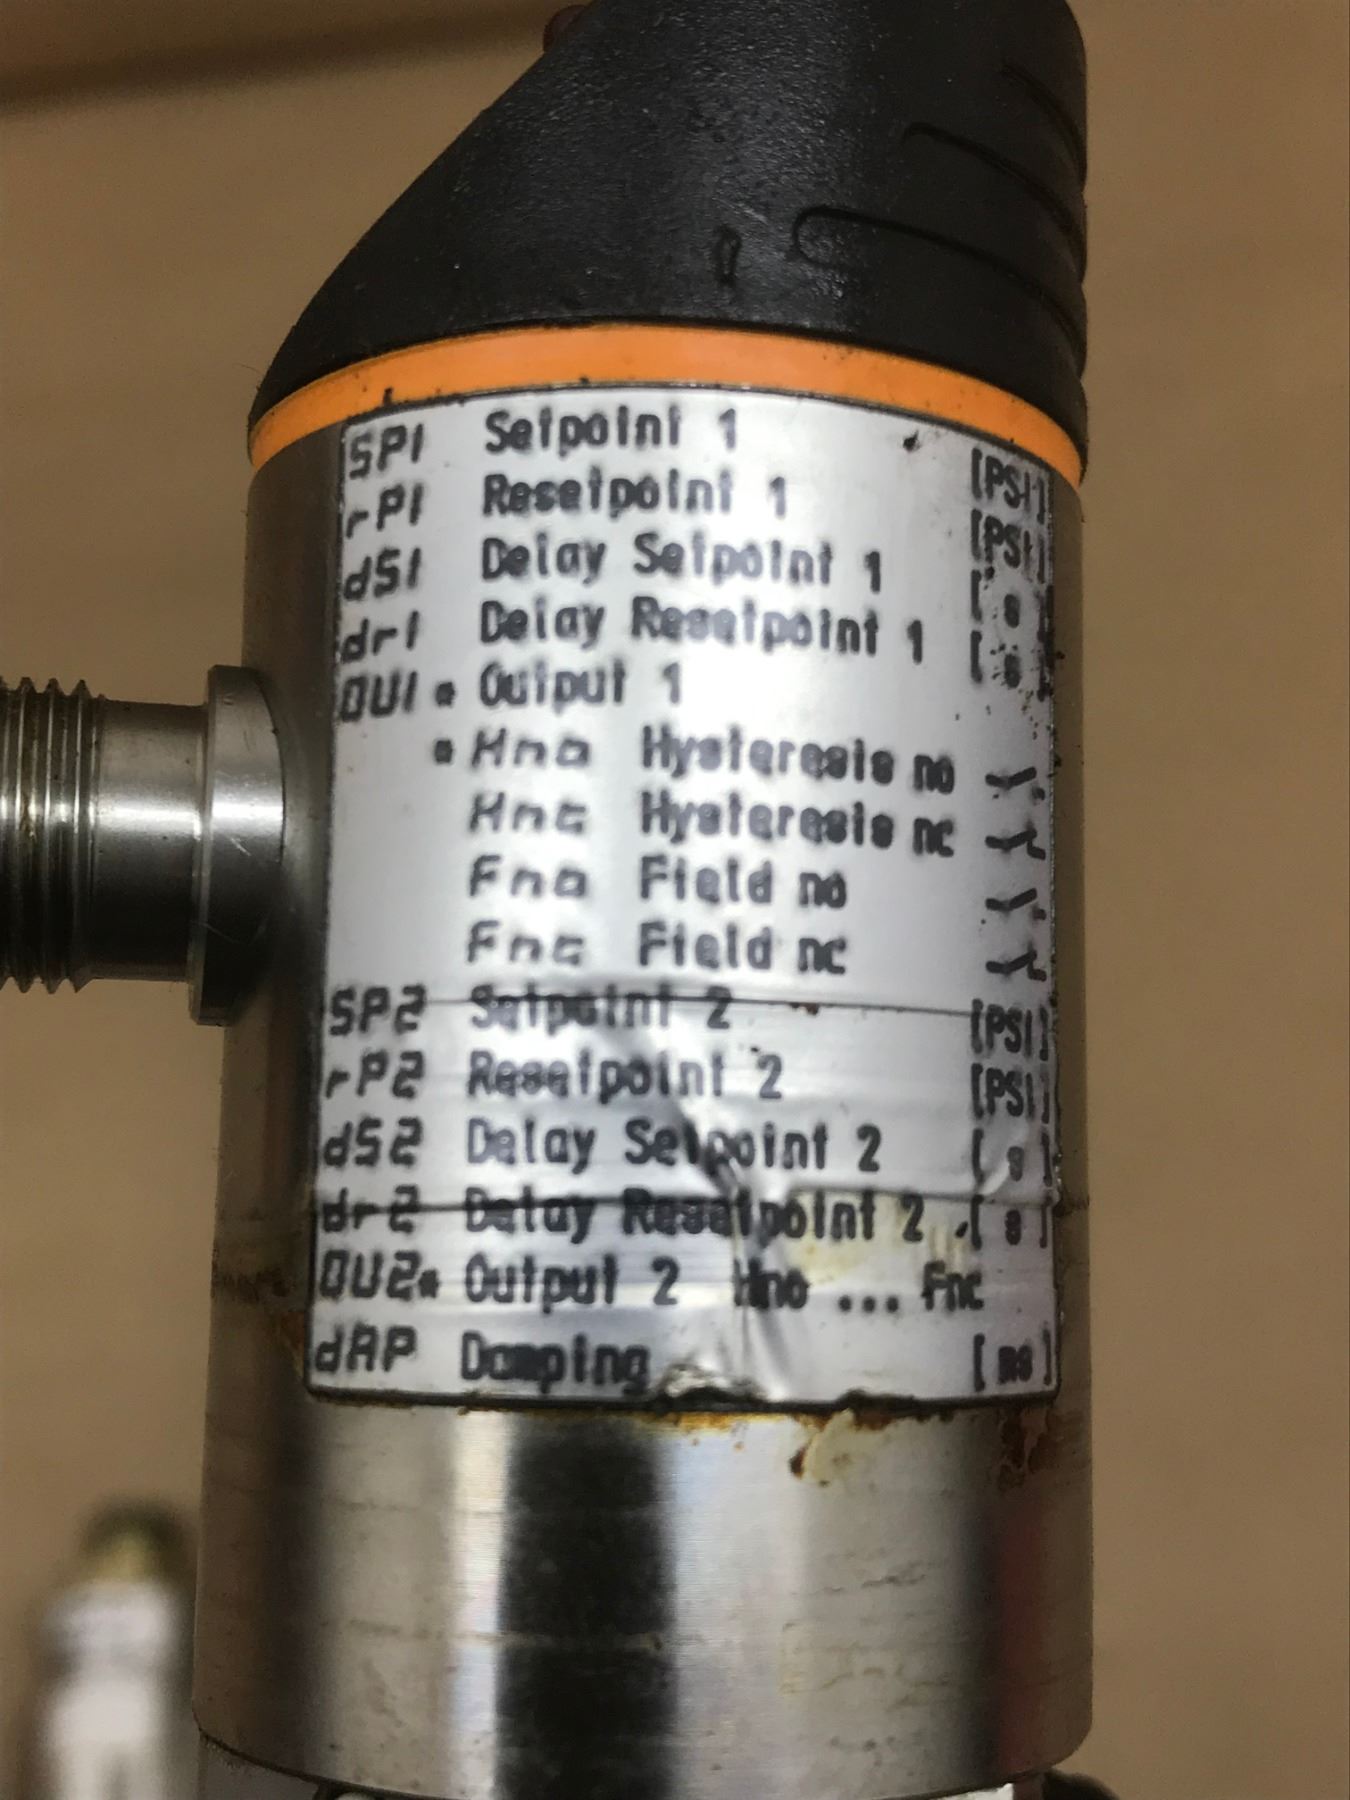 SP1 Setpoint 1 [PSI]
rP1 Resetpoint 1 [PSI]
dS1 Delay Setpoint 1 [s]
dr1 Delay Resetpoint 1 [s]
OU1 * Output 1
* Hno Hysteresis no
Hnc Hysteresis nc
Fno Field no
Fnc Field nc
SP2 Setpoint 2 [PSI]
rP2 Resetpoint 2 [PSI]
dS2 Delay Setpoint 2 [s]
dr2 Delay Resetpoint 2 [s]
OU2* Output 2 Hno ... Fnc
dAP Damping [ms]